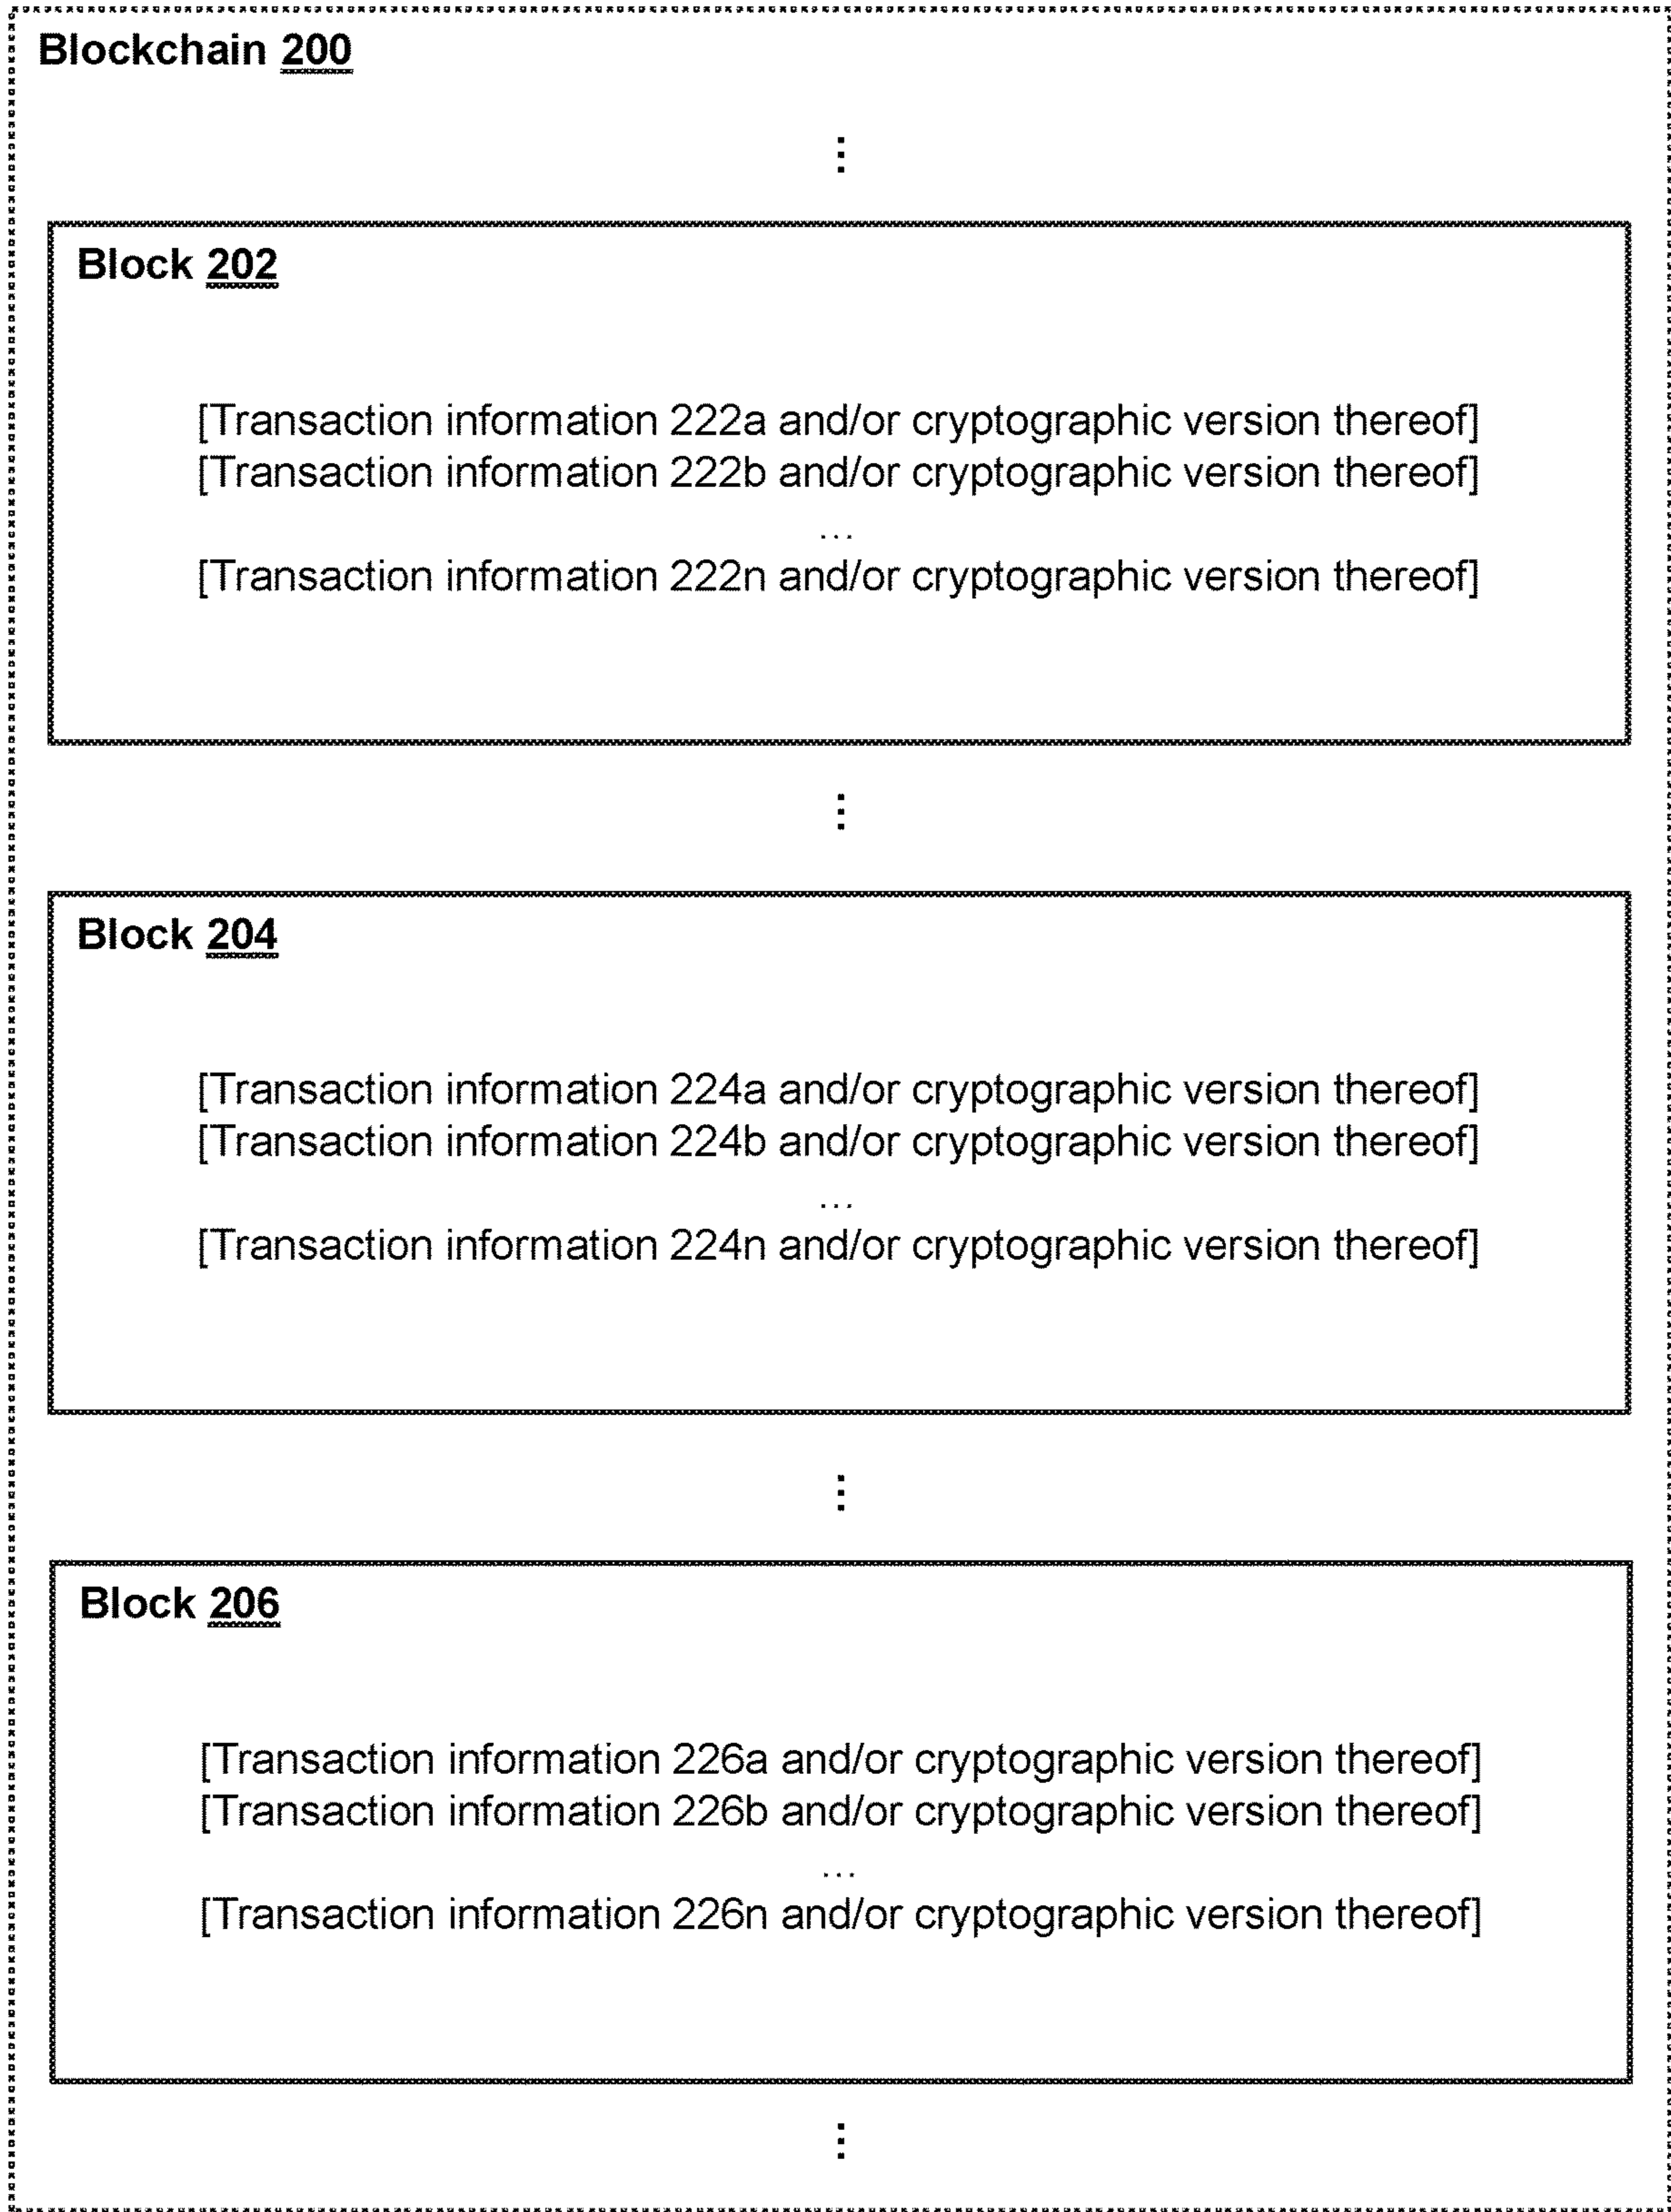 Blockchain 200
⋮
Block 202
[Transaction information 222a and/or cryptographic version thereof]
[Transaction information 222b and/or cryptographic version thereof]
...
[Transaction information 222n and/or cryptographic version thereof]
⋮
Block 204
[Transaction information 224a and/or cryptographic version thereof]
[Transaction information 224b and/or cryptographic version thereof]
...
[Transaction information 224n and/or cryptographic version thereof]
⋮
Block 206
[Transaction information 226a and/or cryptographic version thereof]
[Transaction information 226b and/or cryptographic version thereof]
...
[Transaction information 226n and/or cryptographic version thereof]
⋮